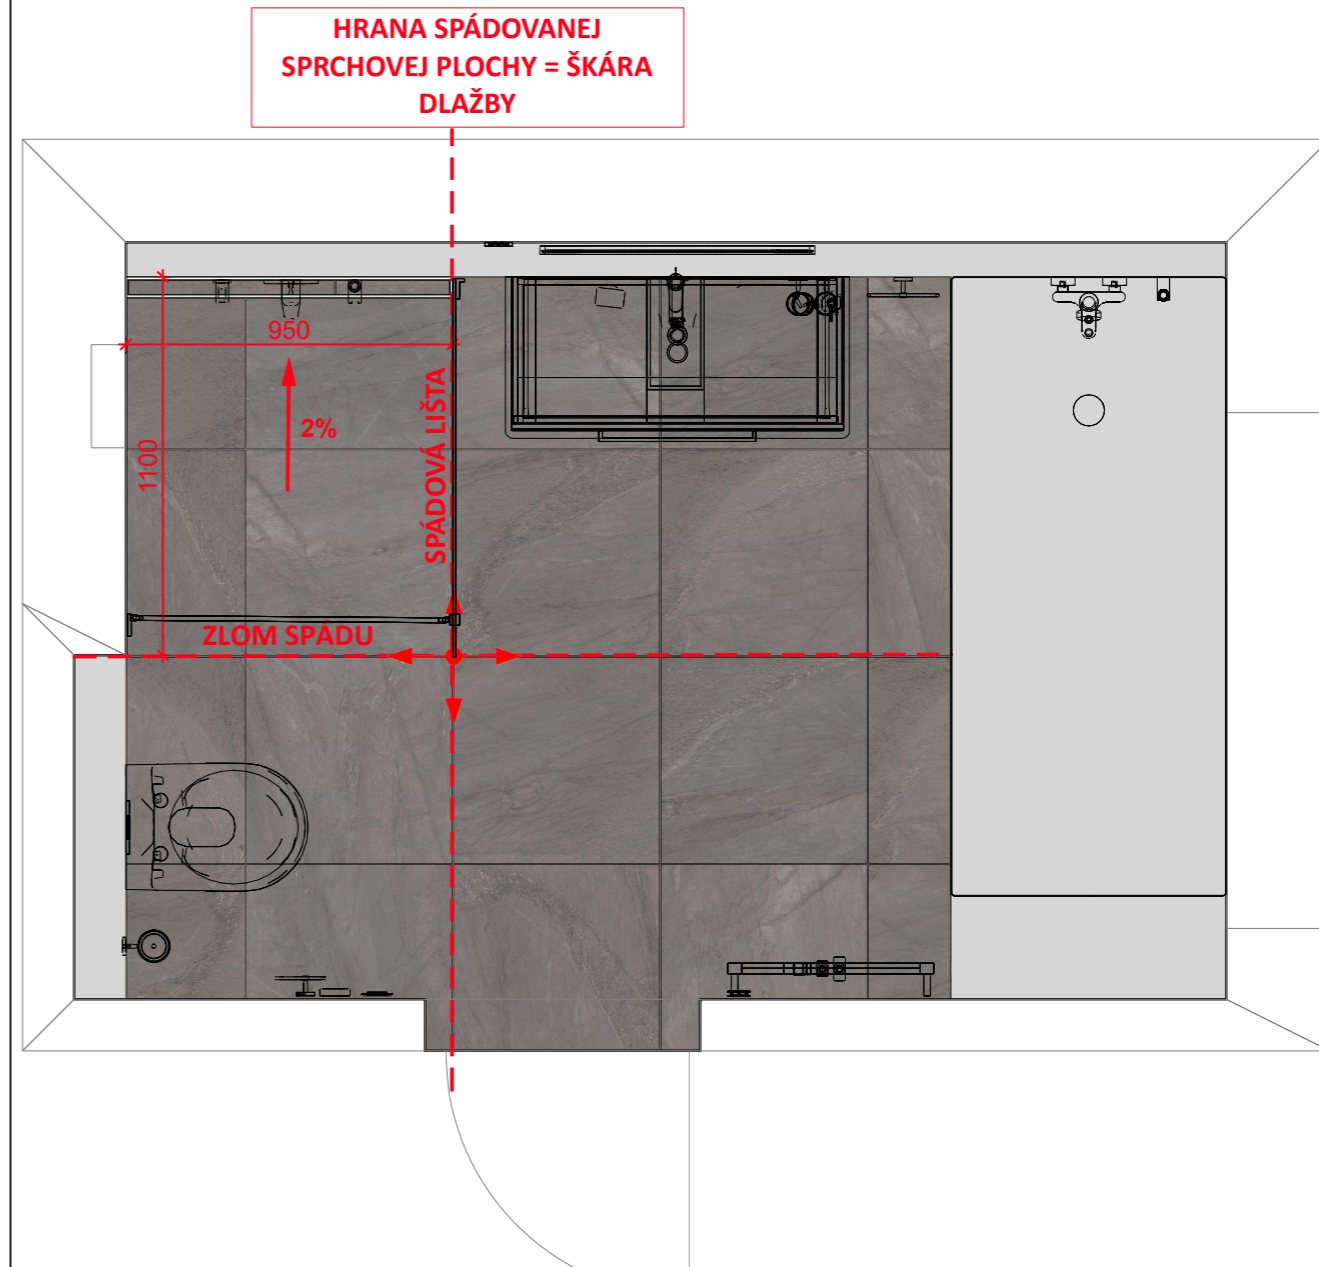 HRANA SPÁDOVANEJ
SPRCHOVEJ PLOCHY = ŠKÁRA
DLAŽBY
950
2%
1100
SPÁDOVÁ LIŠTA
ZLOM SPÁDU